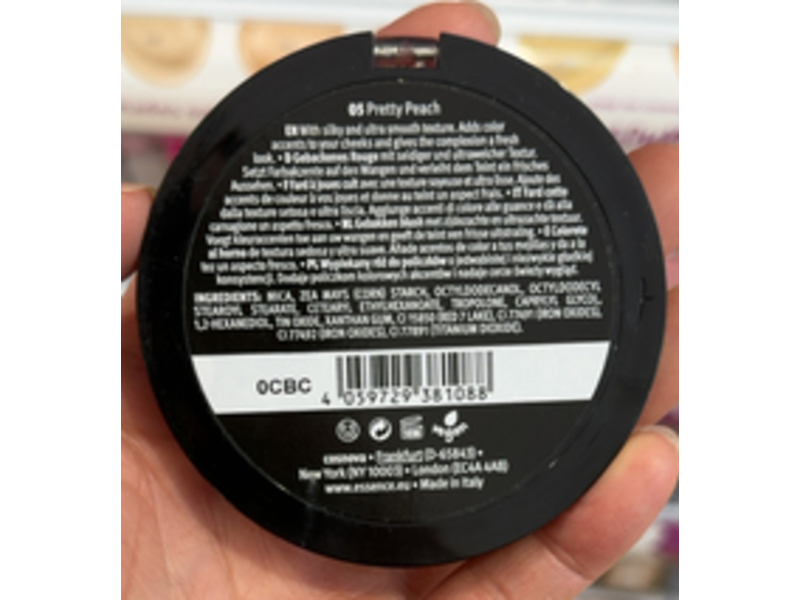 05 Pretty Peach
EN With silky and ultra smooth texture. Adds color
accents to your cheeks and gives the complexion a fresh
look. • D Gebackenes Rouge mit seidiger und ultraweicher Textur.
Setzt Farbakzente auf den Wangen und verleiht dem Teint ein frisches
Aussehen. • F Fard à joues cuit avec une texture soyeuse et ultra lisse. Ajoute des
accents de couleur à vos joues et donne au teint un aspect frais. • IT Fard cotto
dalla texture setosa e ultra liscia. Aggiunge accenti di colore alle guance e dà alla
carnagione un aspetto fresco. • NL Gebakken blush met zijdezachte en ultrazachte textuur.
Voegt kleuraccenten toe aan uw wangen geeft de teint een frisse uitstraling. • E Colorete
al horno de textura sedosa y ultra suave. Añade acentos de color a tus mejillas y da a la
tez un aspecto fresco. • PL Wypiekany róż do policzków o jedwabiście i niezwykle gładkiej
konsystencji. Dodaje policzkom kolorowych akcentów i nadaje cerze świeży wygląd.
INGREDIENTS: MICA, ZEA MAYS (CORN) STARCH, OCTYLDODECANOL, OCTYLDODECYL
STEAROYL STEARATE, CETEARYL ETHYLHEXANOATE, TROPOLONE, CAPRYLYL GLYCOL,
1,2-HEXANEDIOL, TIN OXIDE, XANTHAN GUM, CI 15850 (RED 7 LAKE), CI 77491 (IRON OXIDES),
CI 77492 (IRON OXIDES), CI 77891 (TITANIUM DIOXIDE).
0CBC
4 059729 381088
vegan
cosnova • Frankfurt (D-65843) •
New York (NY 10003) • London (EC4A 4AB)
www.essence.eu • Made in Italy